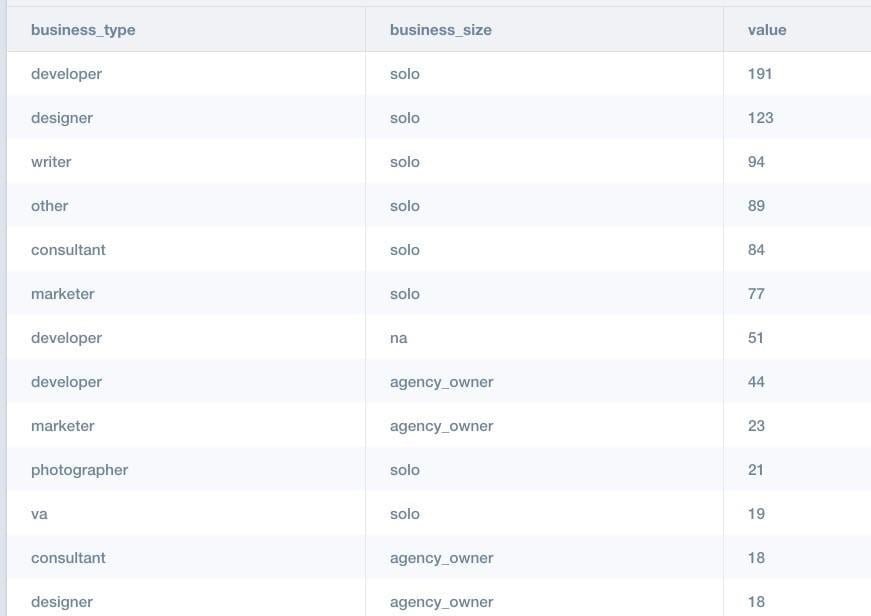 business_type business_size value
developer solo 191
designer solo 123
writer solo 94
other solo 89
consultant solo 84
marketer solo 77
developer na 51
developer agency_owner 44
marketer agency_owner 23
photographer solo 21
va solo 19
consultant agency_owner 18
designer agency_owner 18